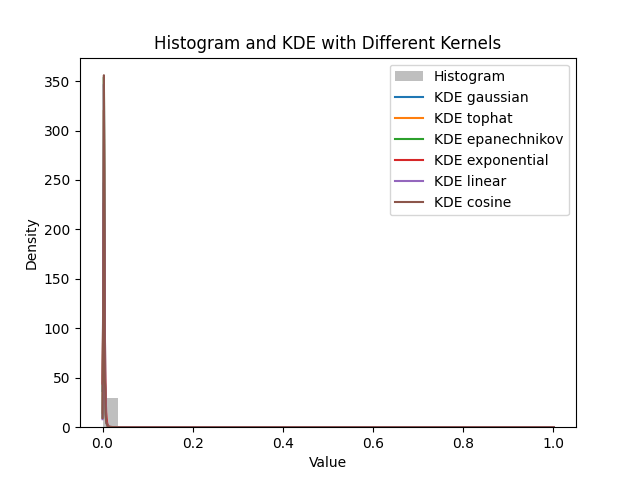 Histogram and KDE with Different Kernels
Histogram
KDE gaussian
KDE tophat
KDE epanechnikov
KDE exponential
KDE linear
KDE cosine
Density
350
300
250
200
150
100
50
0
0.0 0.2 0.4 0.6 0.8 1.0
Value